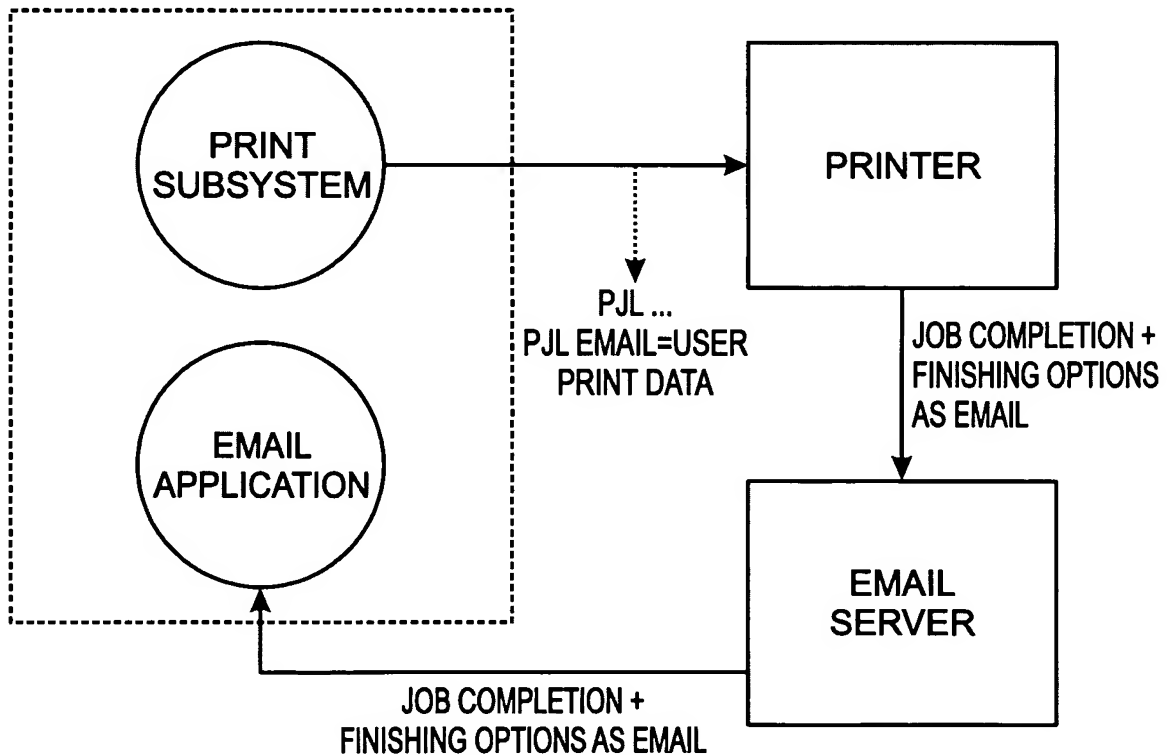 PRINT
SUBSYSTEM
PRINTER
PJL ...
PJL EMAIL=USER
PRINT DATA
JOB COMPLETION +
FINISHING OPTIONS
AS EMAIL
EMAIL
APPLICATION
EMAIL
SERVER
JOB COMPLETION +
FINISHING OPTIONS AS EMAIL